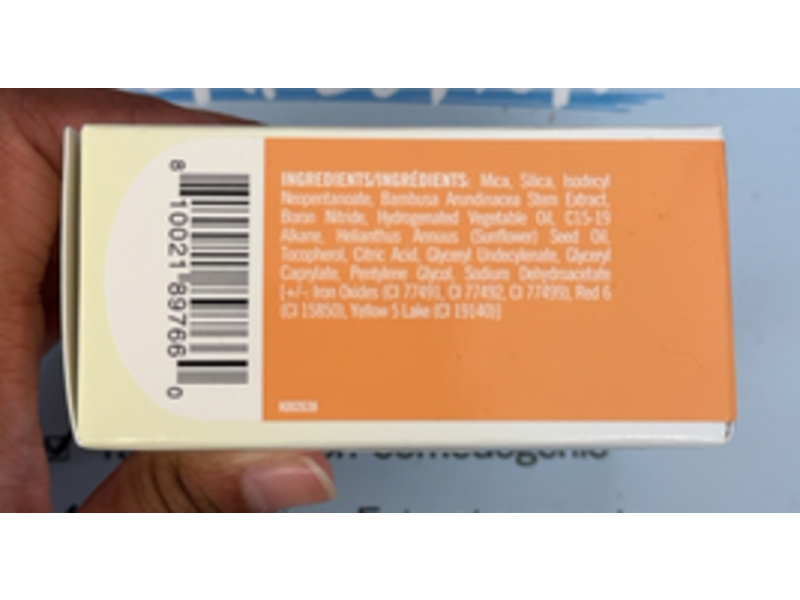 INGREDIENTS/INGRÉDIENTS: Mica, Silica, Isodecyl
Neopentanoate, Bambusa Arundinacea Stem Extract,
Boron Nitride, Hydrogenated Vegetable Oil, C15-19
Alkane, Helianthus Annuus (Sunflower) Seed Oil,
Tocopherol, Citric Acid, Glyceryl Undecylenate, Glyceryl
Caprylate, Pentylene Glycol, Sodium Dehydroacetate
[+/-: Iron Oxides (CI 77491, CI 77492, CI 77499), Red 6
(CI 15850), Yellow 5 Lake (CI 19140)]
8 10021 89766 0
comedogenic